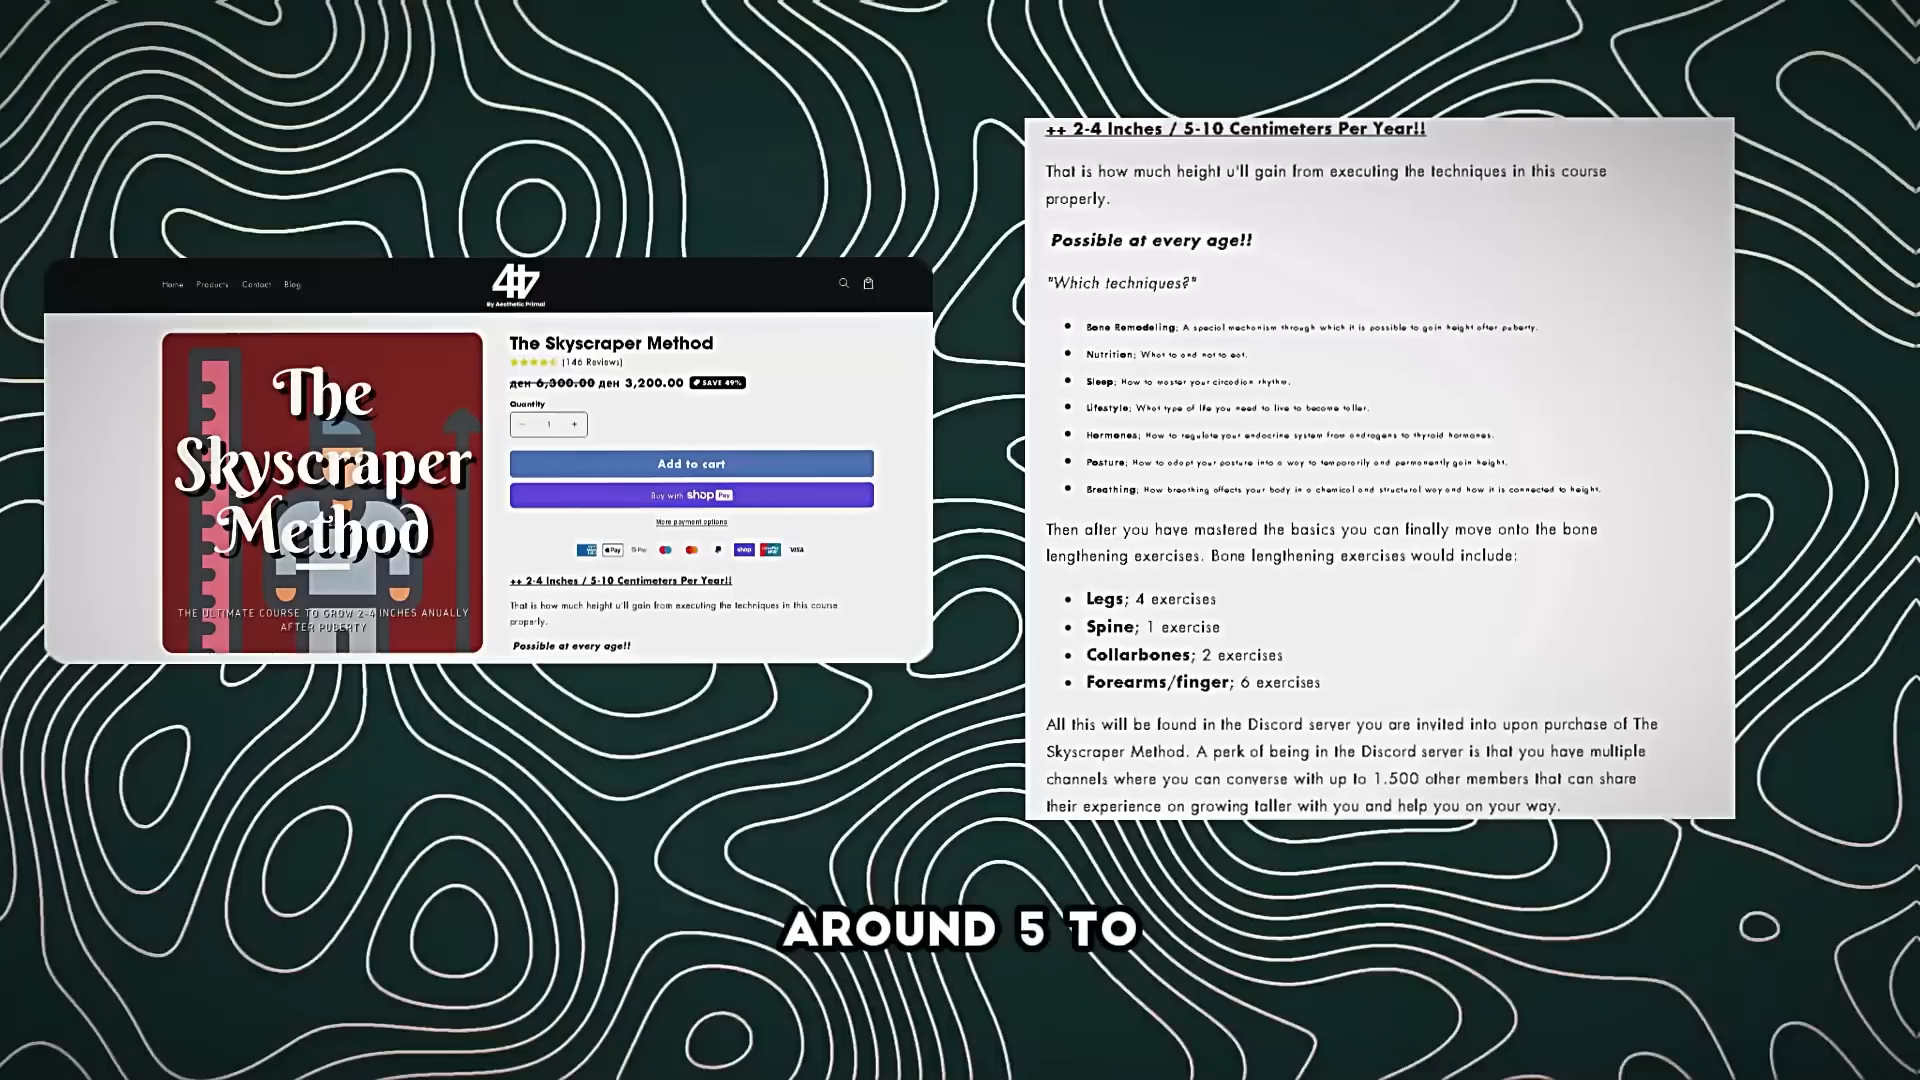 Home Products Contact Blog
By Aesthetic Primal
The
Skyscraper
Method
THE ULTIMATE COURSE TO GROW 2-4 INCHES ANUALLY
AFTER PUBERTY
The Skyscraper Method
(146 Reviews)
ден 6,300.00 ден 3,200.00 SAVE 49%
Quantity
− 1 +
Add to cart
Buy with shop Pay
More payment options
Pay Pay shop VISA
++ 2-4 Inches / 5-10 Centimeters Per Year!!
That is how much height u'll gain from executing the techniques in this course
properly.
Possible at every age!!
++ 2-4 Inches / 5-10 Centimeters Per Year!!
That is how much height u'll gain from executing the techniques in this course
properly.
Possible at every age!!
"Which techniques?"
• Bone Remodeling; A special mechanism through which it is possible to gain height after puberty.
• Nutrition; What to and not to eat.
• Sleep; How to master your circadian rhythm.
• Lifestyle; What type of life you need to live to become taller.
• Hormones; How to regulate your endocrine system from androgens to thyroid hormones.
• Posture; How to adopt your posture into a way to temporarily and permanently gain height.
• Breathing; How breathing affects your body in a chemical and structural way and how it is connected to height.
Then after you have mastered the basics you can finally move onto the bone
lengthening exercises. Bone lengthening exercises would include:
• Legs; 4 exercises
• Spine; 1 exercise
• Collarbones; 2 exercises
• Forearms/finger; 6 exercises
All this will be found in the Discord server you are invited into upon purchase of The
Skyscraper Method. A perk of being in the Discord server is that you have multiple
channels where you can converse with up to 1.500 other members that can share
their experience on growing taller with you and help you on your way.
AROUND 5 TO